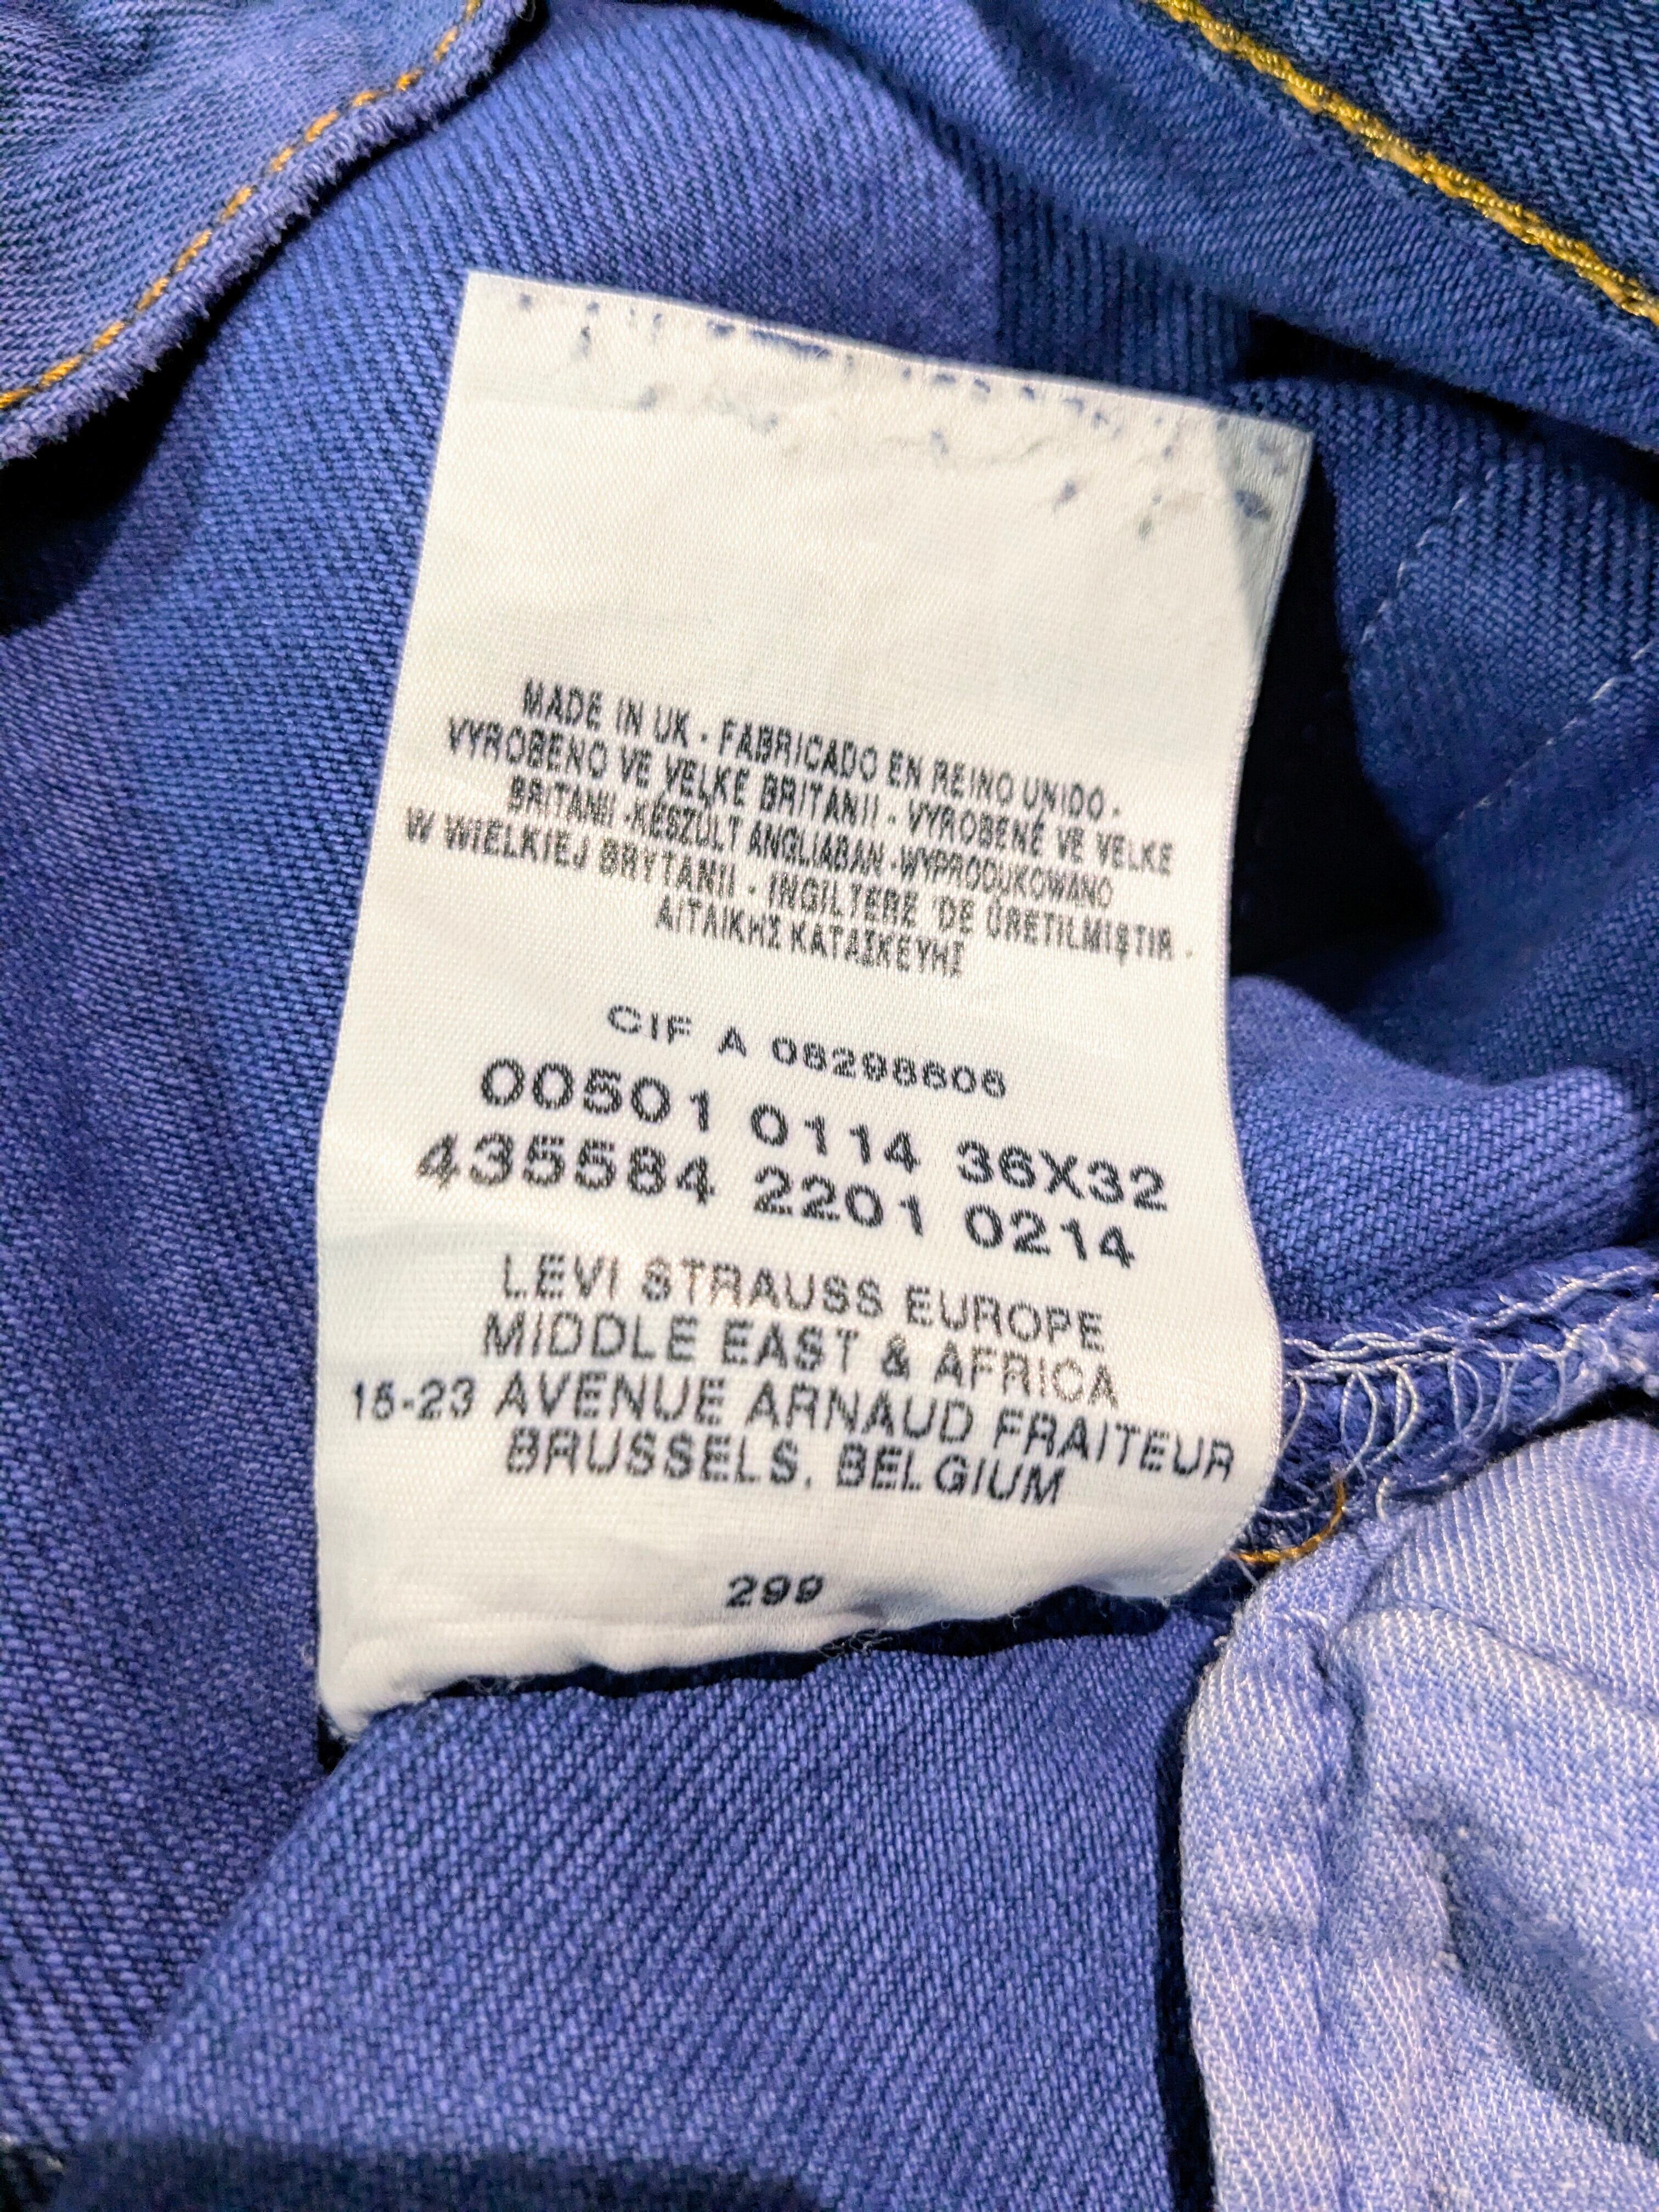 MADE IN UK - FABRICADO EN REINO UNIDO -
VYROBENO VE VELKE BRITANII - VYROBENÉ VE VELKE
BRITANII -KÉSZÜLT ANGLIABAN -WYPRODUKOWANO
W WIELKIEJ BRYTANII - INGILTERE 'DE ÜRETILMIŞTIR -
ΑΙΤΑΙΚΗΣ ΚΑΤΑΣΚΕΥΗΣ
CIF A 08298606
00501 0114 36X32
435584 2201 0214
LEVI STRAUSS EUROPE
MIDDLE EAST & AFRICA
15-23 AVENUE ARNAUD FRAITEUR
BRUSSELS, BELGIUM
299